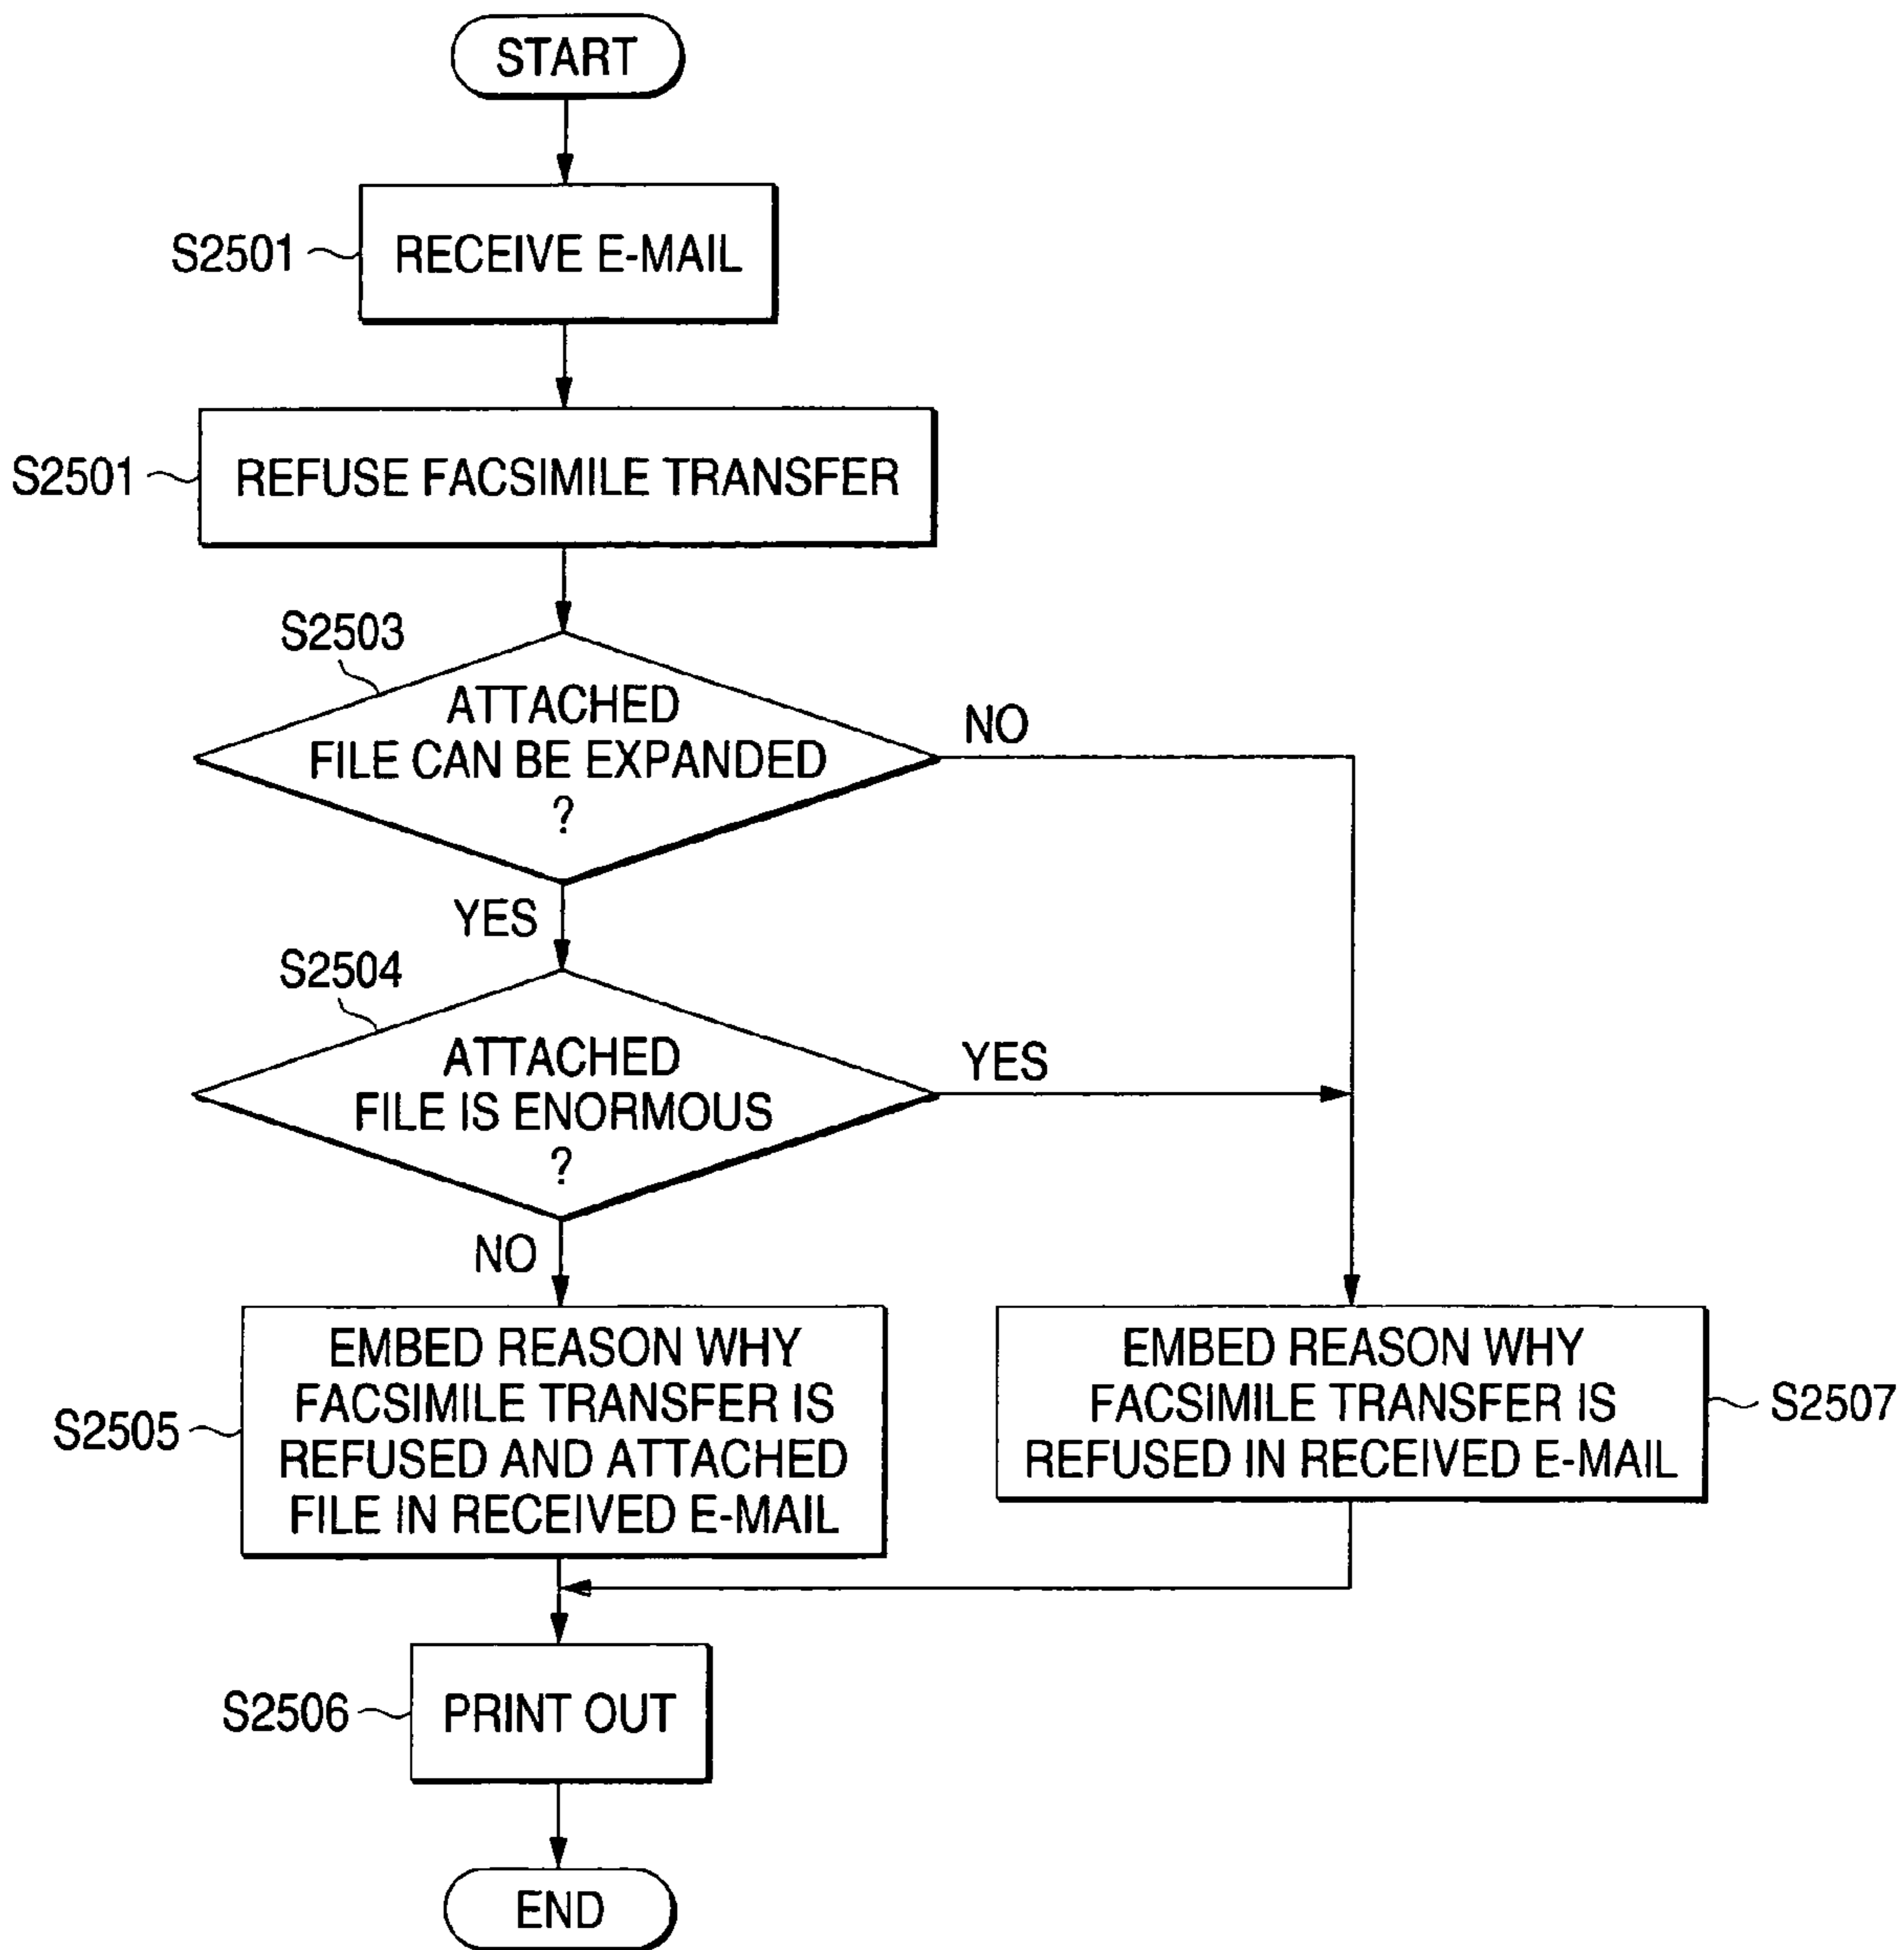 START
S2501
RECEIVE E-MAIL
S2501
REFUSE FACSIMILE TRANSFER
S2503
ATTACHED
FILE CAN BE EXPANDED
?
NO
YES
S2504
ATTACHED
FILE IS ENORMOUS
?
YES
NO
S2505
EMBED REASON WHY
FACSIMILE TRANSFER IS
REFUSED AND ATTACHED
FILE IN RECEIVED E-MAIL
EMBED REASON WHY
FACSIMILE TRANSFER IS
REFUSED IN RECEIVED E-MAIL
S2507
S2506
PRINT OUT
END